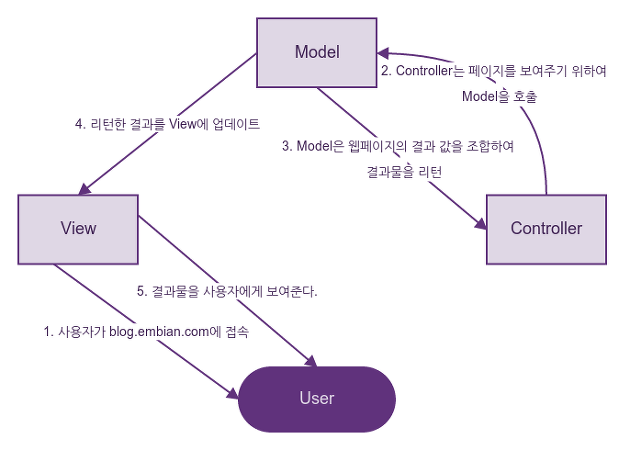 Model
2. Controller는 페이지를 보여주기 위하여
Model을 호출
4. 리턴한 결과를 View에 업데이트
3. Model은 웹페이지의 결과 값을 조합하여
결과물을 리턴
View
Controller
5. 결과물을 사용자에게 보여준다.
1. 사용자가 blog.embian.com에 접속
User